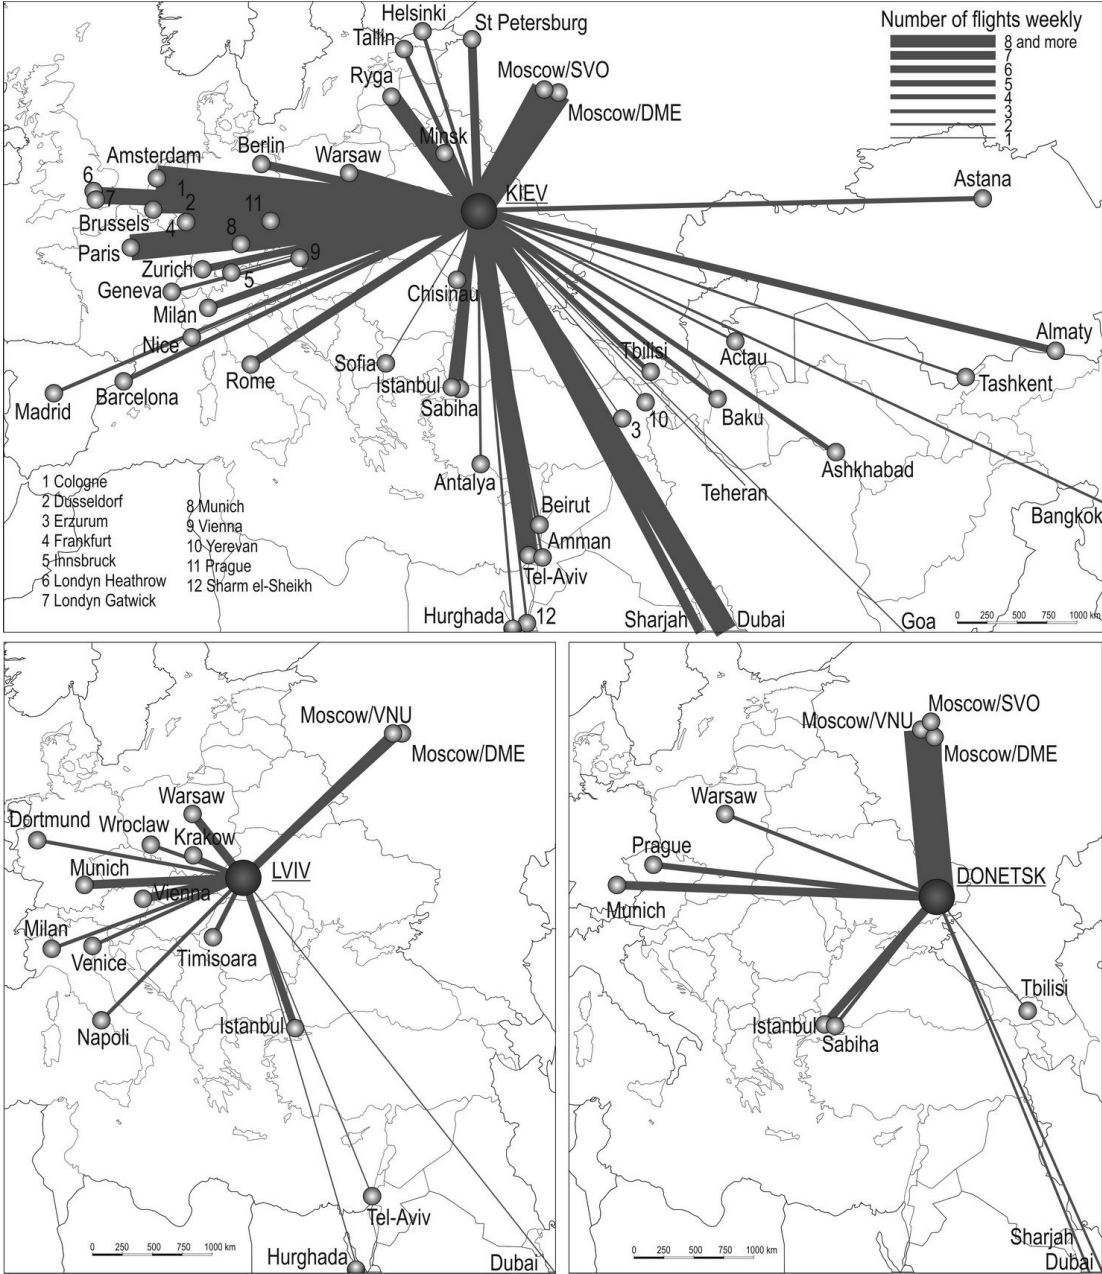 Helsinki
Tallin
St Petersburg
Number of flights weekly
8 and more
7
6
5
4
3
2
1
Ryga
Moscow/SVO
Moscow/DME
Minsk
Berlin
Warsaw
Amsterdam
6
7
1
2
4
11
8
9
5
KIEV
Astana
Brussels
Paris
Zurich
Geneva
Milan
Nice
Chisinau
Madrid
Barcelona
Rome
Sofia
Istanbul
Sabiha
Tbilisi
Actau
Almaty
Tashkent
3
10
Baku
Ashkhabad
Antalya
Teheran
Bangkok
Beirut
Amman
Tel-Aviv
Hurghada
12
Sharjah
Dubai
Goa
1 Cologne
2 Düsseldorf
3 Erzurum
4 Frankfurt
5 Innsbruck
6 Londyn Heathrow
7 Londyn Gatwick
8 Munich
9 Vienna
10 Yerevan
11 Prague
12 Sharm el-Sheikh
0 250 500 750 1000 km
Moscow/VNU
Moscow/DME
Warsaw
Dortmund
Wroclaw
Krakow
LVIV
Munich
Vienna
Milan
Venice
Timisoara
Napoli
Istanbul
Tel-Aviv
Hurghada
Dubai
0 250 500 750 1000 km
Moscow/SVO
Moscow/VNU
Moscow/DME
Warsaw
Prague
DONETSK
Munich
Tbilisi
Istanbul
Sabiha
Sharjah
Dubai
0 250 500 750 1000 km